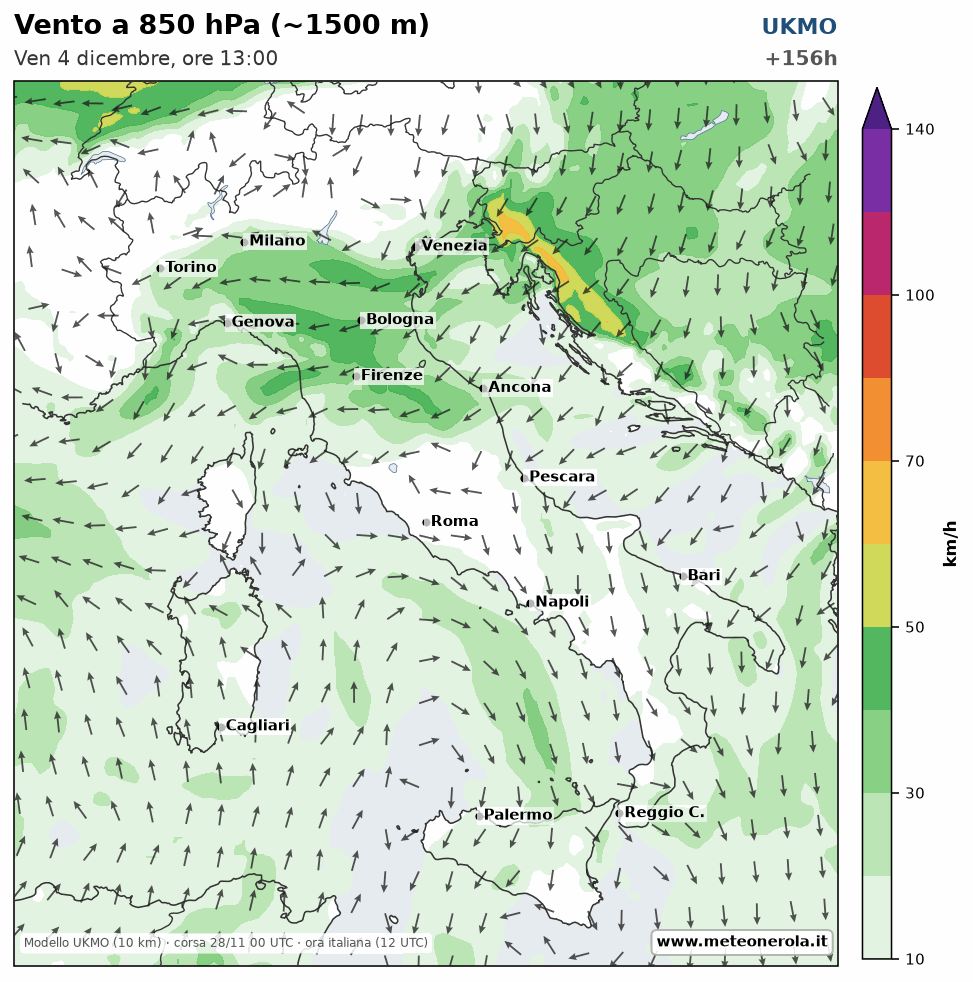 Vento a 850 hPa (~1500 m)
UKMO
Ven 4 dicembre, ore 13:00
+156h
140
100
70
50
30
10
km/h
Milano
Venezia
Torino
Genova
Bologna
Firenze
Ancona
Pescara
Roma
Bari
Napoli
Cagliari
Palermo
Reggio C.
Modello UKMO (10 km) · corsa 28/11 00 UTC · ora italiana (12 UTC)
www.meteonerola.it